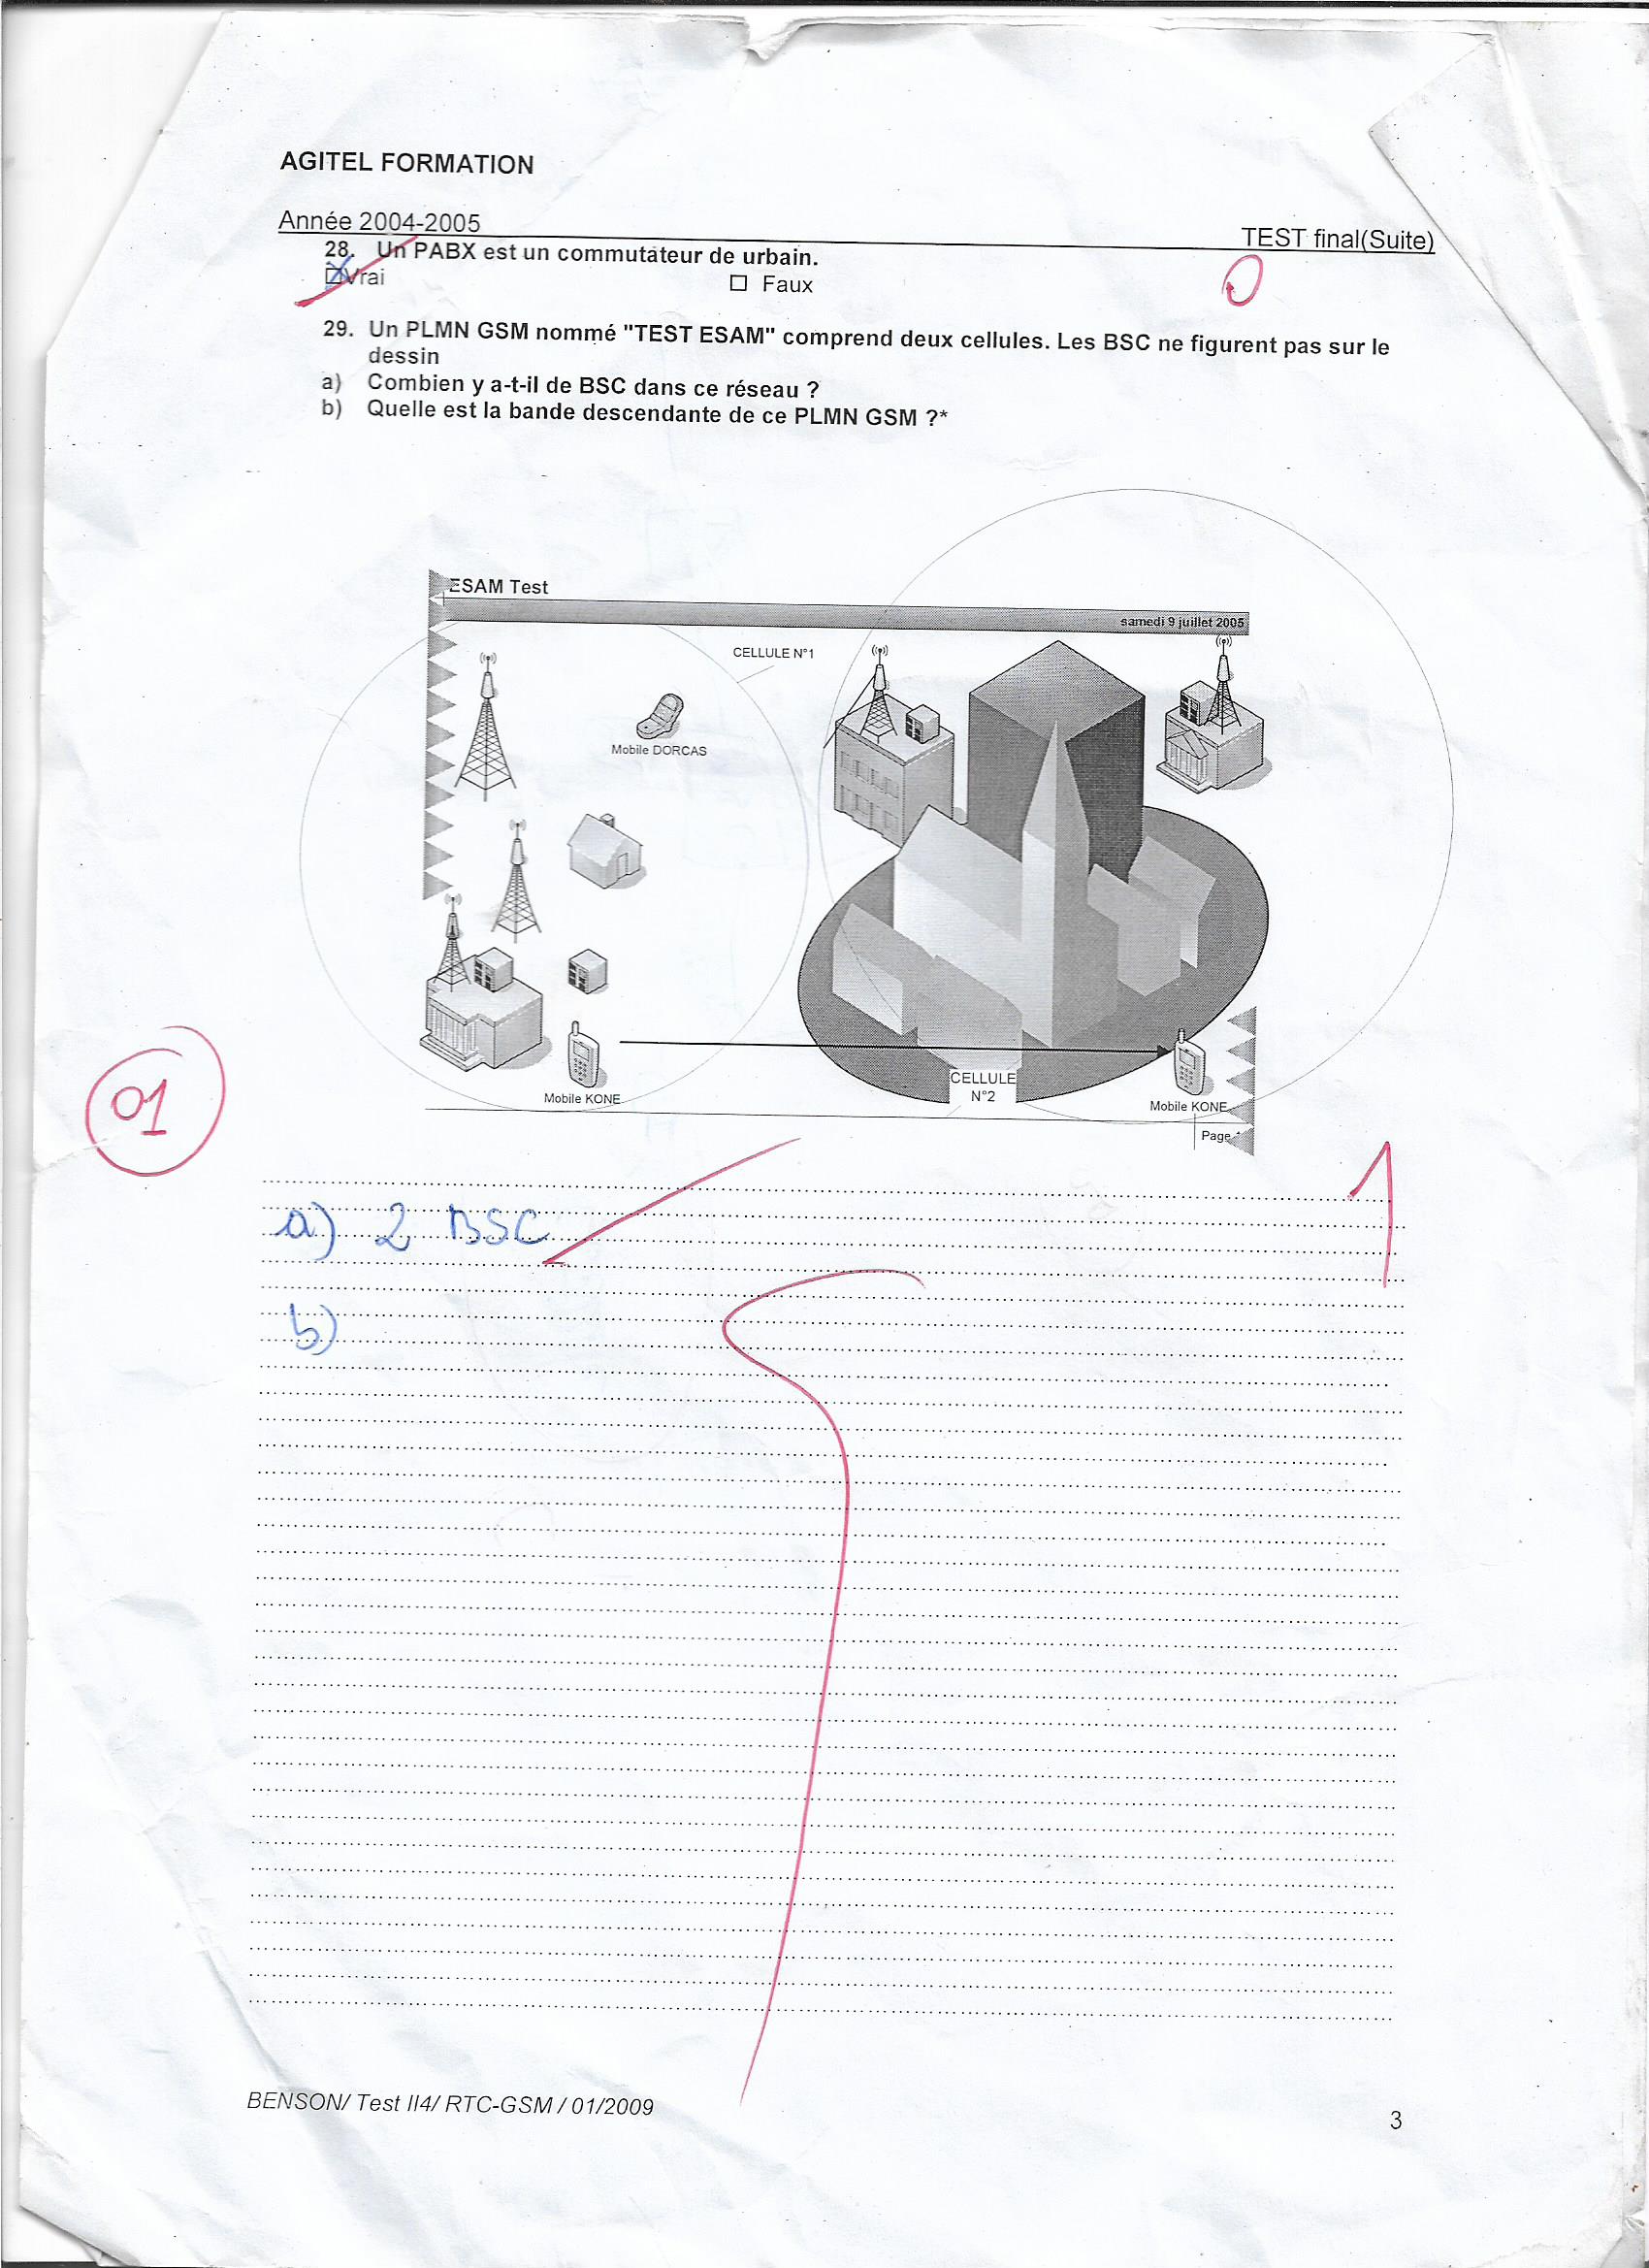 AGITEL FORMATION
Année 2004-2005
TEST final(Suite)
28. Un PABX est un commutateur de urbain.
Vrai
Faux
0
29. Un PLMN GSM nommé "TEST ESAM" comprend deux cellules. Les BSC ne figurent pas sur le
dessin
a) Combien y a-t-il de BSC dans ce réseau ?
b) Quelle est la bande descendante de ce PLMN GSM ?*
ESAM Test
samedi 9 juillet 2005
CELLULE N°1
Mobile DORCAS
CELLULE
N°2
Mobile KONE
Mobile KONE
Page
01
1
a) 2 BSC
b)
BENSON/ Test II4/ RTC-GSM / 01/2009
3